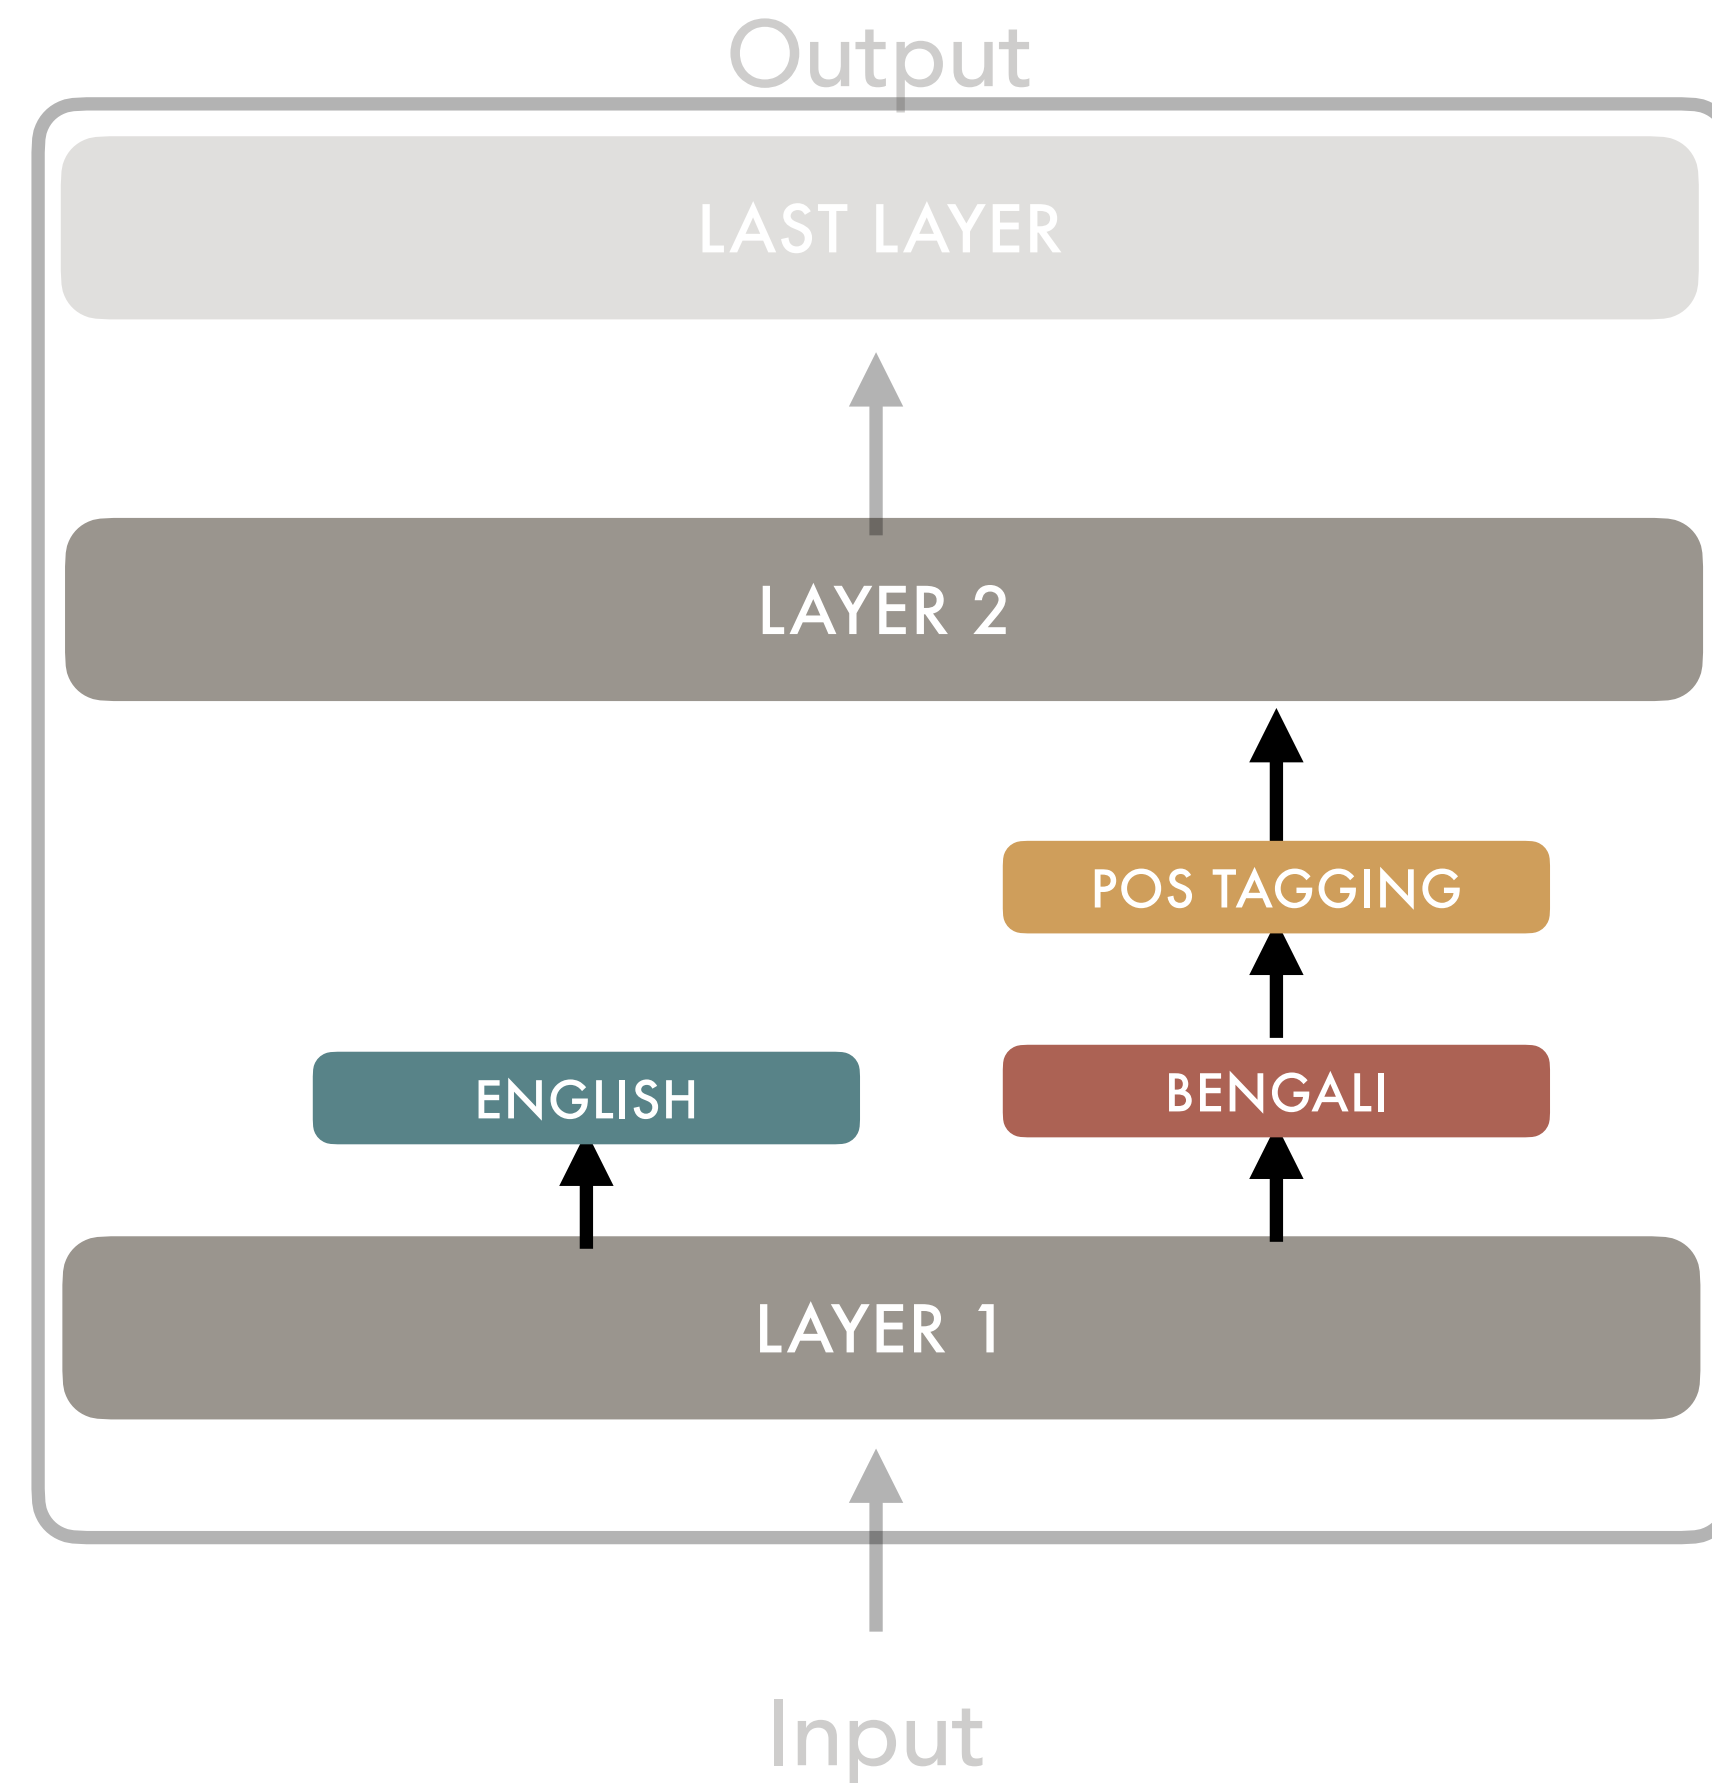 Output
LAST LAYER
LAYER 2
POS TAGGING
ENGLISH
BENGALI
LAYER 1
Input